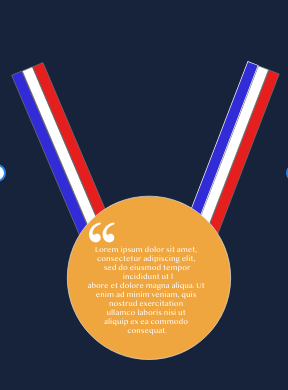 “
Lorem ipsum dolor sit amet,
consectetur adipiscing elit,
sed do eiusmod tempor
incididunt ut l
abore et dolore magna aliqua. Ut
enim ad minim veniam, quis
nostrud exercitation
ullamco laboris nisi ut
aliquip ex ea commodo
consequat.